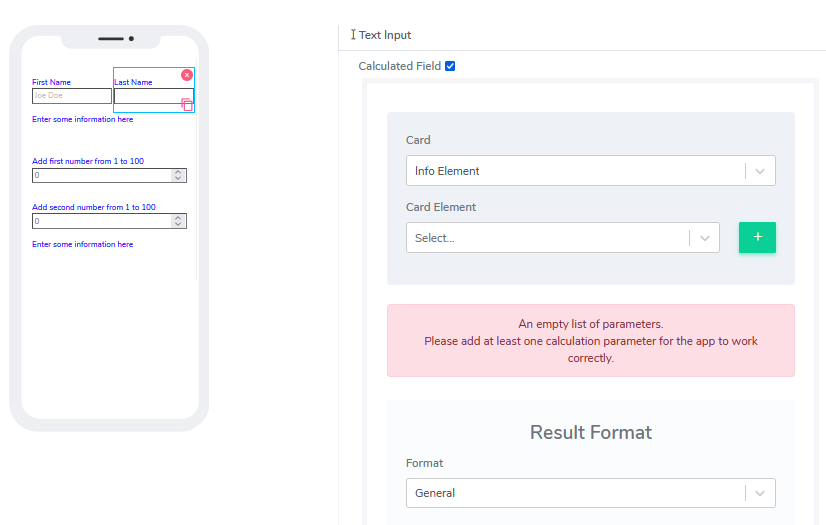 First Name
Last Name
Joe Doe
Enter some information here
Add first number from 1 to 100
0
Add second number from 1 to 100
0
Enter some information here
Text Input
Calculated Field
Card
Info Element
Card Element
Select...
+
An empty list of parameters.
Please add at least one calculation parameter for the app to work
correctly.
Result Format
Format
General